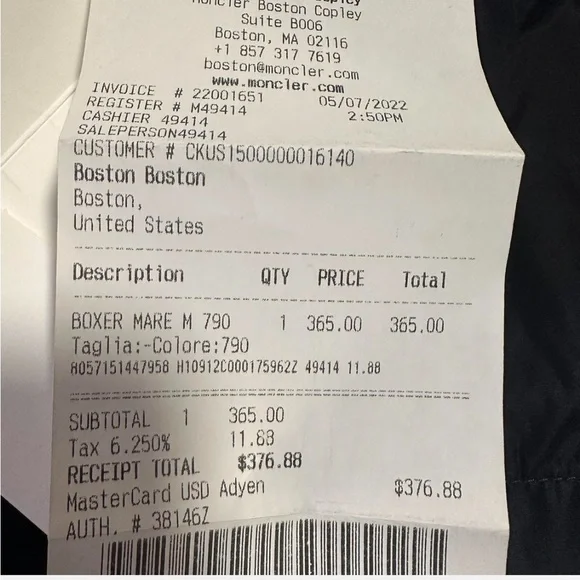 Moncler Boston Copley
Suite B006
Boston, MA 02116
+1 857 317 7619
boston@moncler.com
www.moncler.com
INVOICE # 22001651 05/07/2022
REGISTER # M49414 2:50PM
CASHIER 49414
SALEPERSON49414
CUSTOMER # CKUS1500000016140
Boston Boston
Boston,
United States
Description QTY PRICE Total
BOXER MARE M 790 1 365.00 365.00
Taglia:-Colore:790
8057151447958 H10912C000175962Z 49414 11.88
SUBTOTAL 1 365.00
Tax 6.250% 11.88
RECEIPT TOTAL $376.88
MasterCard USD Adyen $376.88
AUTH. # 38146Z